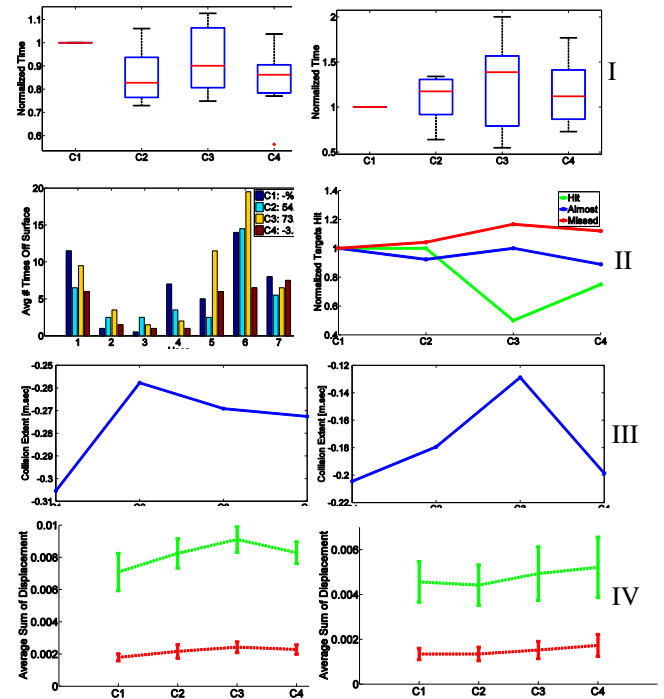 Normalized Time
1.1
1
0.9
0.8
0.7
0.6
C1 C2 C3 C4
Normalized Time
2
1.5
1
0.5
C1 C2 C3 C4
I
Avg # Times Off Surface
20
15
10
5
0
C1: -%
C2: 54
C3: 73
C4: -3.
1 2 3 4 5 6 7
Normalized Targets Hit
1.4
1.2
1
0.8
0.6
0.4
Hit
Almost
Missed
C1 C2 C3 C4
II
Collision Extent [m.sec]
-0.25
-0.26
-0.27
-0.28
-0.29
-0.3
-0.31
Collision Extent [m.sec]
-0.12
-0.14
-0.16
-0.18
-0.2
-0.22
III
Average Sum of Displacement
0.01
0.008
0.006
0.004
0.002
0
C1 C2 C3 C4
Average Sum of Displacement
0.006
0.004
0.002
0
C1 C2 C3 C4
IV